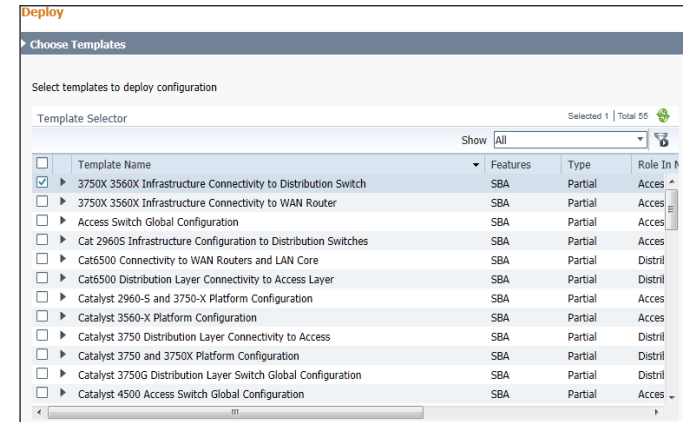 Deploy
Choose Templates
Select templates to deploy configuration
Template Selector Selected 1 | Total 55
Show All
Template Name Features Type Role In N
3750X 3560X Infrastructure Connectivity to Distribution Switch SBA Partial Acces
3750X 3560X Infrastructure Connectivity to WAN Router SBA Partial Acces
Access Switch Global Configuration SBA Partial Acces
Cat 2960S Infrastructure Configuration to Distribution Switches SBA Partial Acces
Cat6500 Connectivity to WAN Routers and LAN Core SBA Partial Distril
Cat6500 Distribution Layer Connectivity to Access Layer SBA Partial Distril
Catalyst 2960-S and 3750-X Platform Configuration SBA Partial Acces
Catalyst 3560-X Platform Configuration SBA Partial Acces
Catalyst 3750 Distribution Layer Connectivity to Access SBA Partial Distril
Catalyst 3750 and 3750X Platform Configuration SBA Partial Distril
Catalyst 3750G Distribution Layer Switch Global Configuration SBA Partial Distril
Catalyst 4500 Access Switch Global Configuration SBA Partial Acces